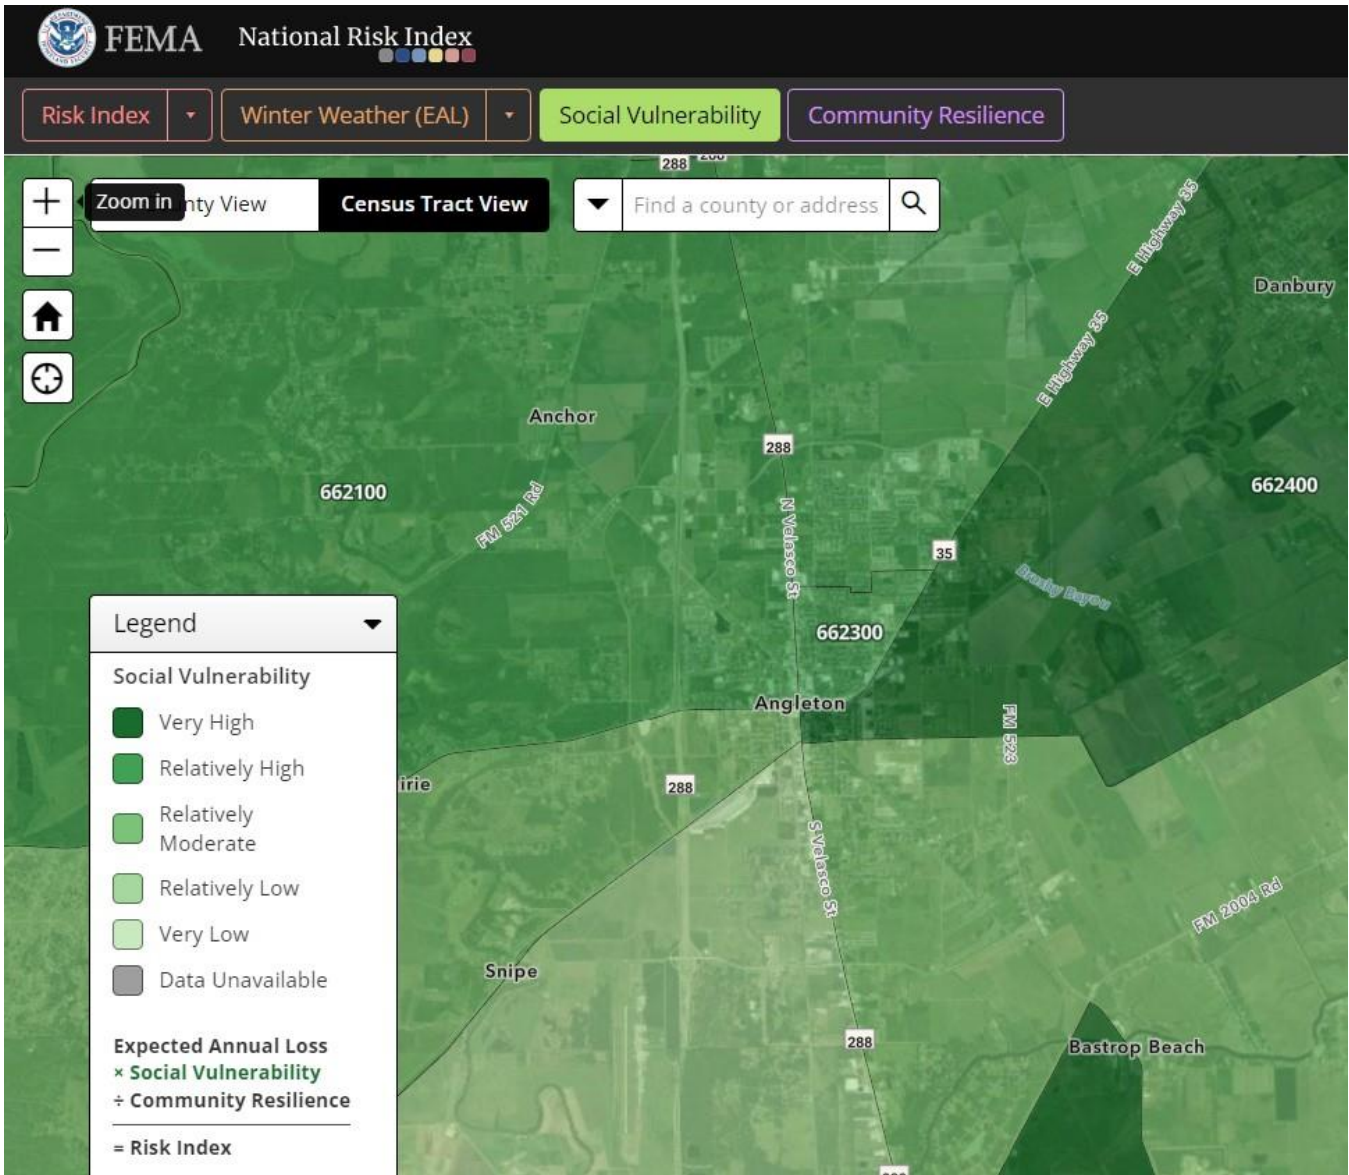 FEMA National Risk Index
Risk Index
Winter Weather (EAL)
Social Vulnerability
Community Resilience
288
Zoom in
nty View
Census Tract View
Find a county or address
E Highway 35
Danbury
E Highway 35
Anchor
288
662100
662400
FM 521 Rd
N Velasco St
35
Brushy Bayou
662300
Angleton
FM 523
irie
288
S Velasco St
FM 2004 Rd
Snipe
288
Bastrop Beach
Legend
Social Vulnerability
Very High
Relatively High
Relatively
Moderate
Relatively Low
Very Low
Data Unavailable
Expected Annual Loss
× Social Vulnerability
÷ Community Resilience
= Risk Index